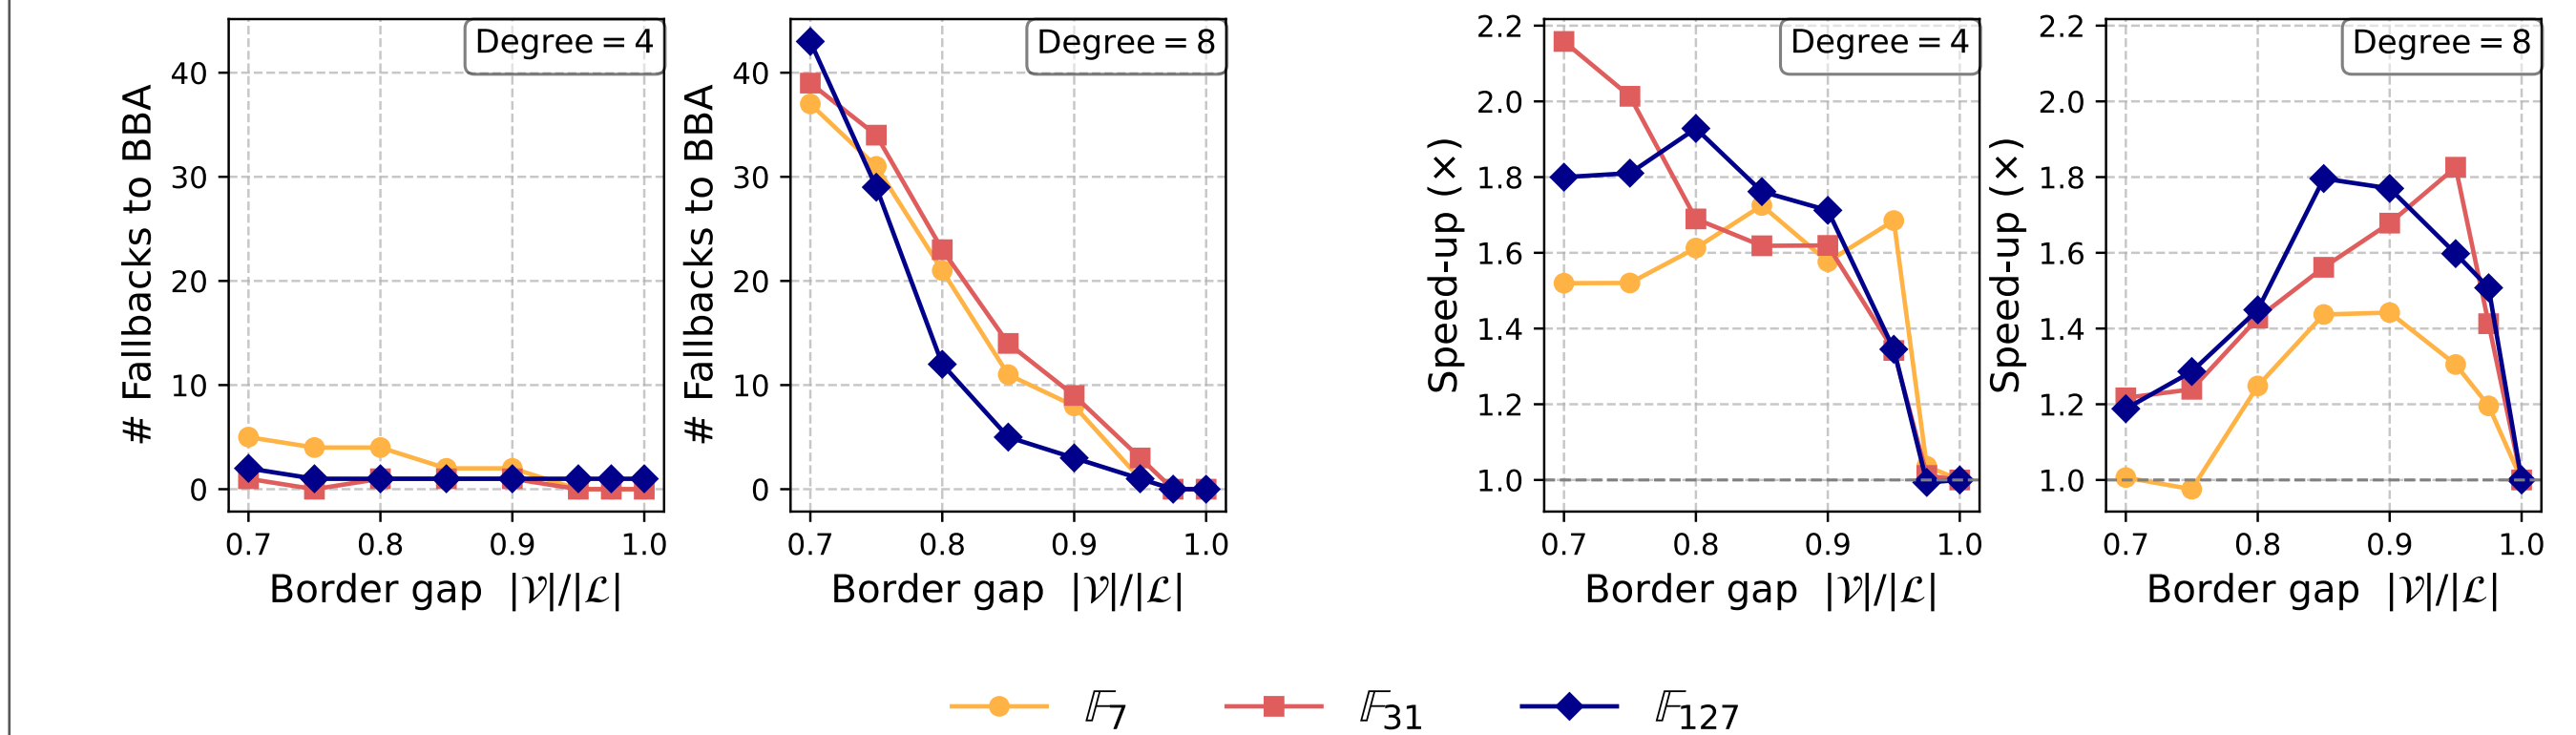 Degree = 4
# Fallbacks to BBA
40
30
20
10
0
0.7 0.8 0.9 1.0
Border gap |𝒱|/|ℒ|
Degree = 8
# Fallbacks to BBA
40
30
20
10
0
0.7 0.8 0.9 1.0
Border gap |𝒱|/|ℒ|
Degree = 4
Speed-up (×)
2.2
2.0
1.8
1.6
1.4
1.2
1.0
0.7 0.8 0.9 1.0
Border gap |𝒱|/|ℒ|
Degree = 8
Speed-up (×)
2.2
2.0
1.8
1.6
1.4
1.2
1.0
0.7 0.8 0.9 1.0
Border gap |𝒱|/|ℒ|
𝔽7 𝔽31 𝔽127